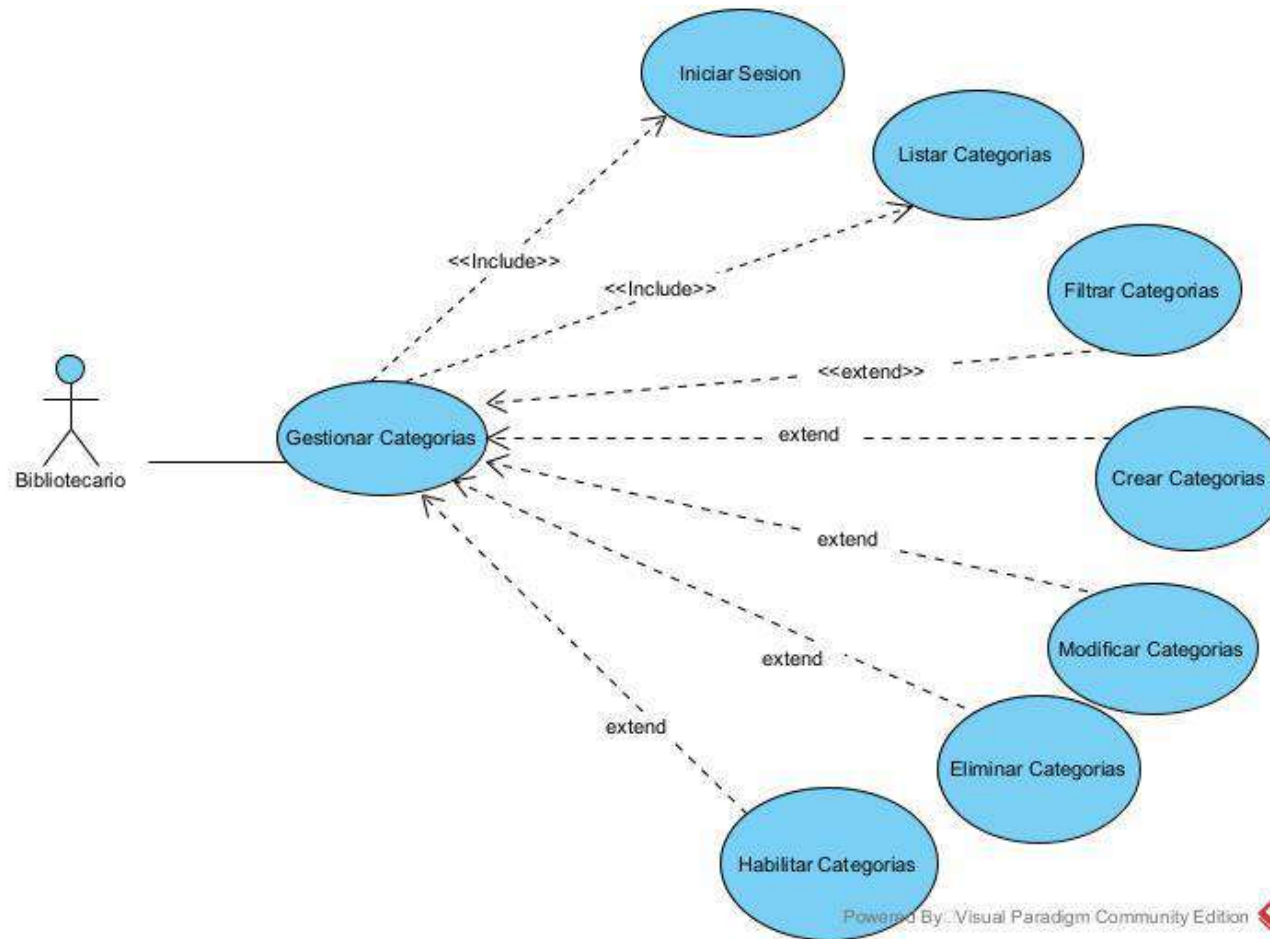 Iniciar Sesion
Listar Categorias
<<Include>>
<<Include>>
Filtrar Categorias
<<extend>>
Gestionar Categorias
extend
Bibliotecario
Crear Categorias
extend
Modificar Categorias
extend
extend
Eliminar Categorias
Habilitar Categorias
Powered By: Visual Paradigm Community Edition